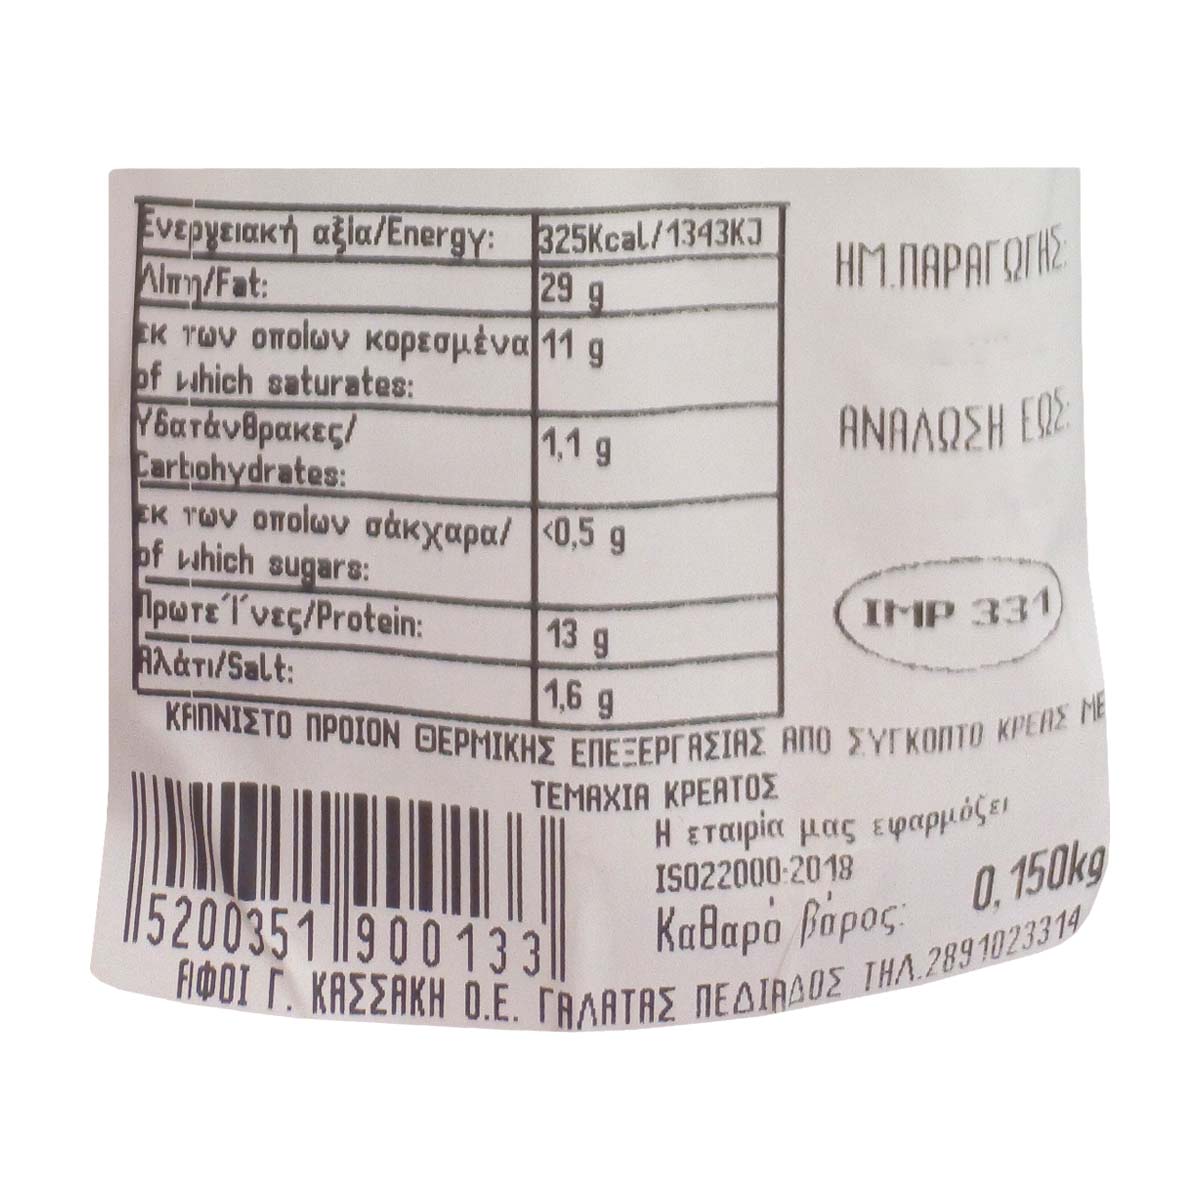 Ενεργειακή αξία/Energy: 325Kcal/1343KJ
Λίπη/Fat: 29 g
εκ των οποίων κορεσμένα 11 g
of which saturates:
Υδατάνθρακες/ 1,1 g
Carbohydrates:
εκ των οποίων σάκχαρα/ <0,5 g
of which sugars:
Πρωτεΐνες/Protein: 13 g
Αλάτι/Salt: 1,6 g
ΗΜ.ΠΑΡΑΓΩΓΗΣ:
ΑΝΑΛΩΣΗ ΕΩΣ:
IMP 331
ΚΑΠΝΙΣΤΟ ΠΡΟΙΟΝ ΘΕΡΜΙΚΗΣ ΕΠΕΞΕΡΓΑΣΙΑΣ ΑΠΟ ΣΥΓΚΟΠΤΟ ΚΡΕΑΣ ΜΕ
ΤΕΜΑΧΙΑ ΚΡΕΑΤΟΣ
Η εταιρία μας εφαρμόζει
ISO22000:2018
Καθαρό βάρος: 0,150kg
5200351 900133
ΑΦΟΙ Γ. ΚΑΣΣΑΚΗ Ο.Ε. ΓΑΛΑΤΑΣ ΠΕΔΙΑΔΟΣ ΤΗΛ.2891023314